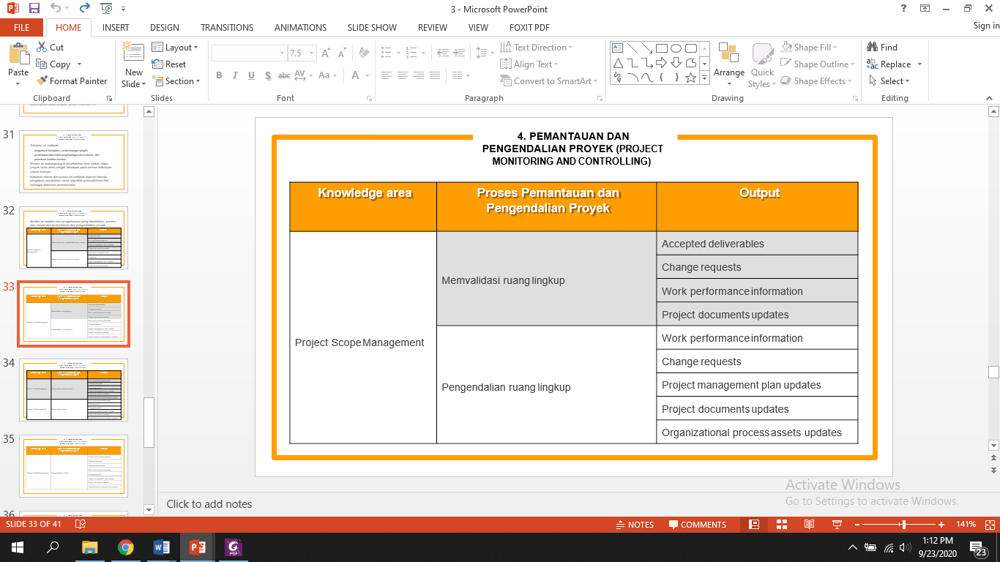 3 - Microsoft PowerPoint
?
FILE HOME INSERT DESIGN TRANSITIONS ANIMATIONS SLIDE SHOW REVIEW VIEW FOXIT PDF Sign in
Paste
Cut
Copy
Format Painter
Clipboard
New
Slide
Layout
Reset
Section
Slides
7.5
B I U S abc AV Aa A
Font
Text Direction
Align Text
Convert to SmartArt
Paragraph
Arrange
Quick
Styles
Shape Fill
Shape Outline
Shape Effects
Drawing
Find
Replace
Select
Editing
31
32
33
34
35
36
4. PEMANTAUAN DAN
PENGENDALIAN PROYEK (PROJECT
MONITORING AND CONTROLLING)
Knowledge area
Proses Pemantauan dan
Pengendalian Proyek
Output
Project Scope Management
Memvalidasi ruang lingkup
Accepted deliverables
Change requests
Work performance information
Project documents updates
Pengendalian ruang lingkup
Work performance information
Change requests
Project management plan updates
Project documents updates
Organizational process assets updates
Activate Windows
Go to Settings to activate Windows.
Click to add notes
SLIDE 33 OF 41
NOTES
COMMENTS
141%
1:12 PM
9/23/2020
23